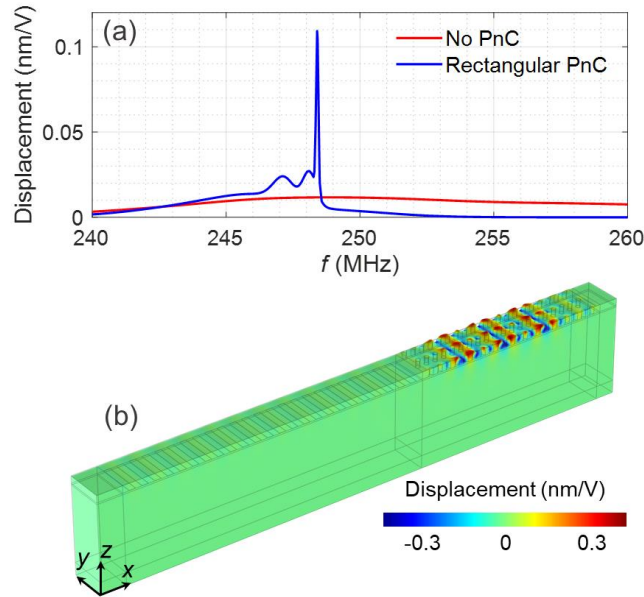 (a)
No PnC
Rectangular PnC
Displacement (nm/V)
0.1
0.05
0
240 245 250 255 260
f (MHz)
(b)
Displacement (nm/V)
-0.3 0 0.3
y z x